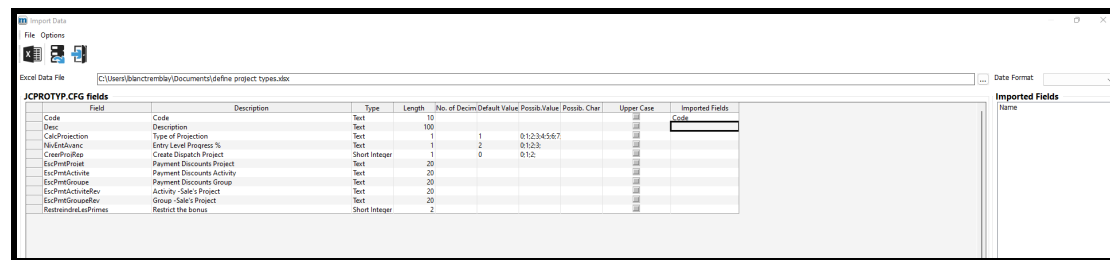 Import Data
File Options
Excel Data File C:\Users\blanctremblay\Documents\define project types.xlsx ... Date Format
JCPROTYP.CFG fields Imported Fields
Field Description Type Length No. of Decim Default Value Possib.Value Possib. Char Upper Case Imported Fields Name
Code Code Text 10 Code
Desc Description Text 100
CalcProjection Type of Projection Text 1 1 0;1;2;3;4;5;6;7
NivEntAvanc Entry Level Progress % Text 1 2 0;1;2;3;
CreerProjRep Create Dispatch Project Short Integer 1 0 0;1;2;
EscPmtProjet Payment Discounts Project Text 20
EscPmtActivite Payment Discounts Activity Text 20
EscPmtGroupe Payment Discounts Group Text 20
EscPmtActiviteRev Activity -Sale's Project Text 20
EscPmtGroupeRev Group -Sale's Project Text 20
RestreindreLesPrimes Restrict the bonus Short Integer 2